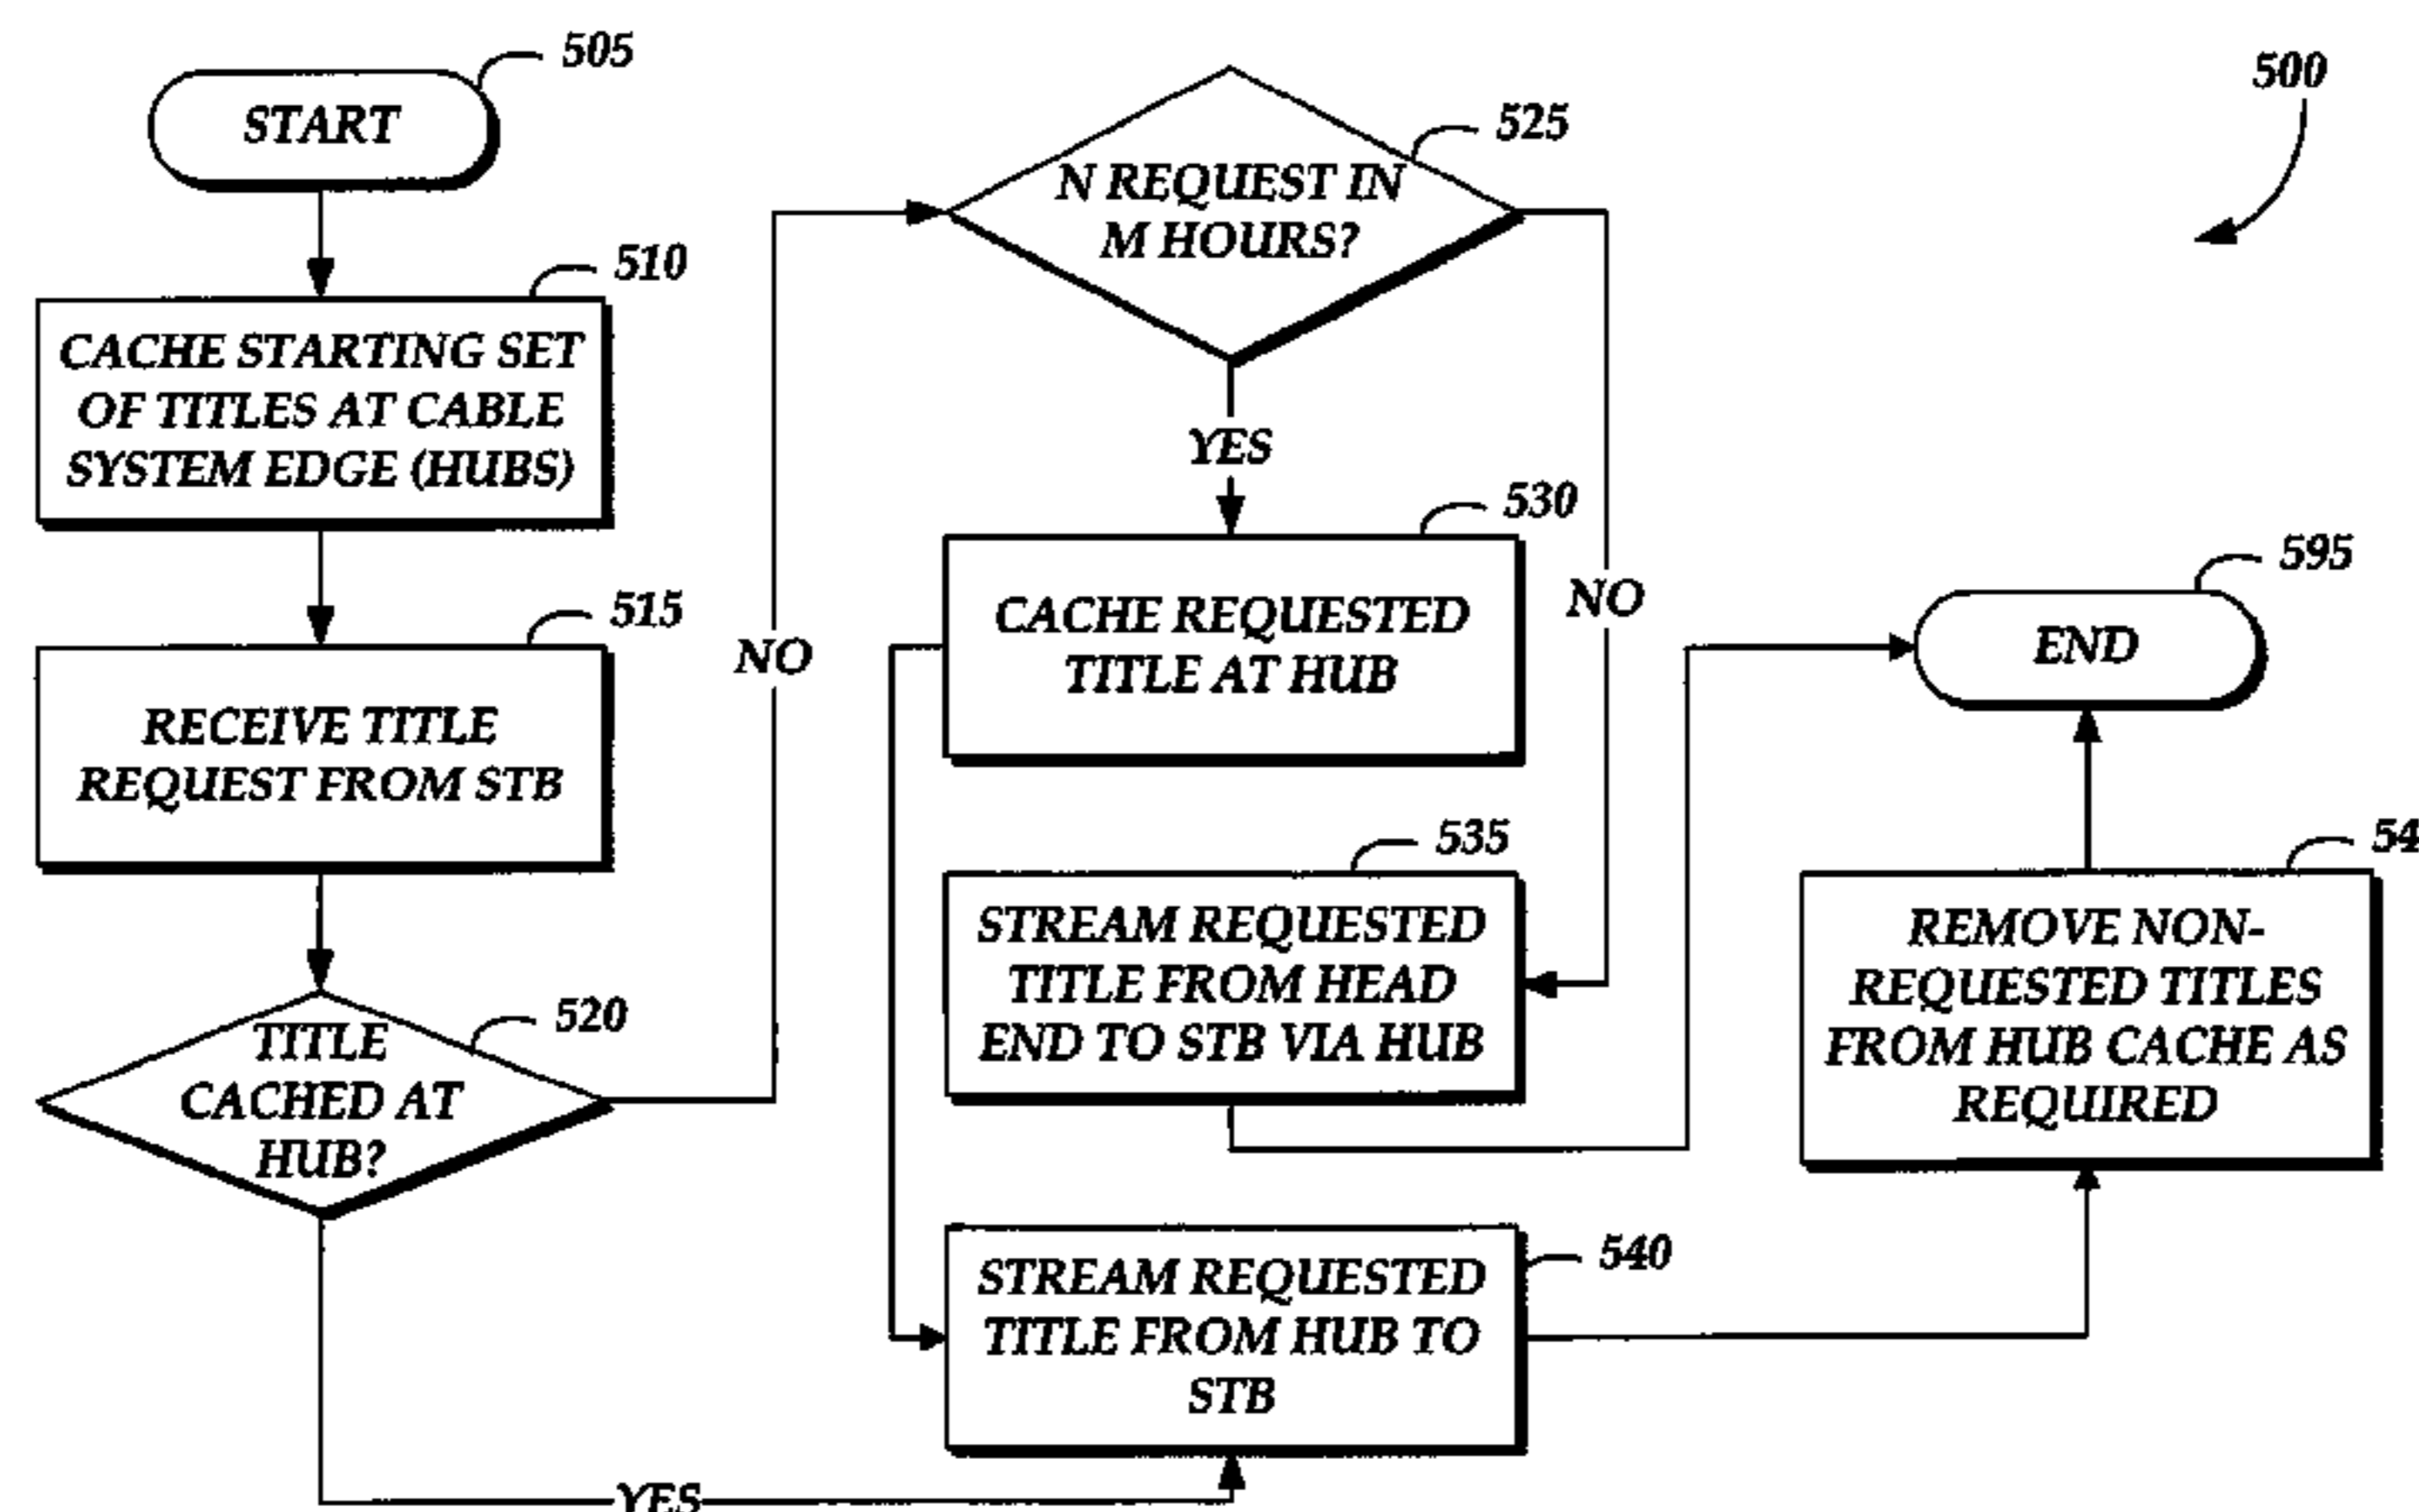 505
START
510
CACHE STARTING SET
OF TITLES AT CABLE
SYSTEM EDGE (HUBS)
515
RECEIVE TITLE
REQUEST FROM STB
520
TITLE
CACHED AT
HUB?
NO
YES
525
N REQUEST IN
M HOURS?
YES
NO
530
CACHE REQUESTED
TITLE AT HUB
535
STREAM REQUESTED
TITLE FROM HEAD
END TO STB VIA HUB
540
STREAM REQUESTED
TITLE FROM HUB TO
STB
500
595
END
54
REMOVE NON-
REQUESTED TITLES
FROM HUB CACHE AS
REQUIRED